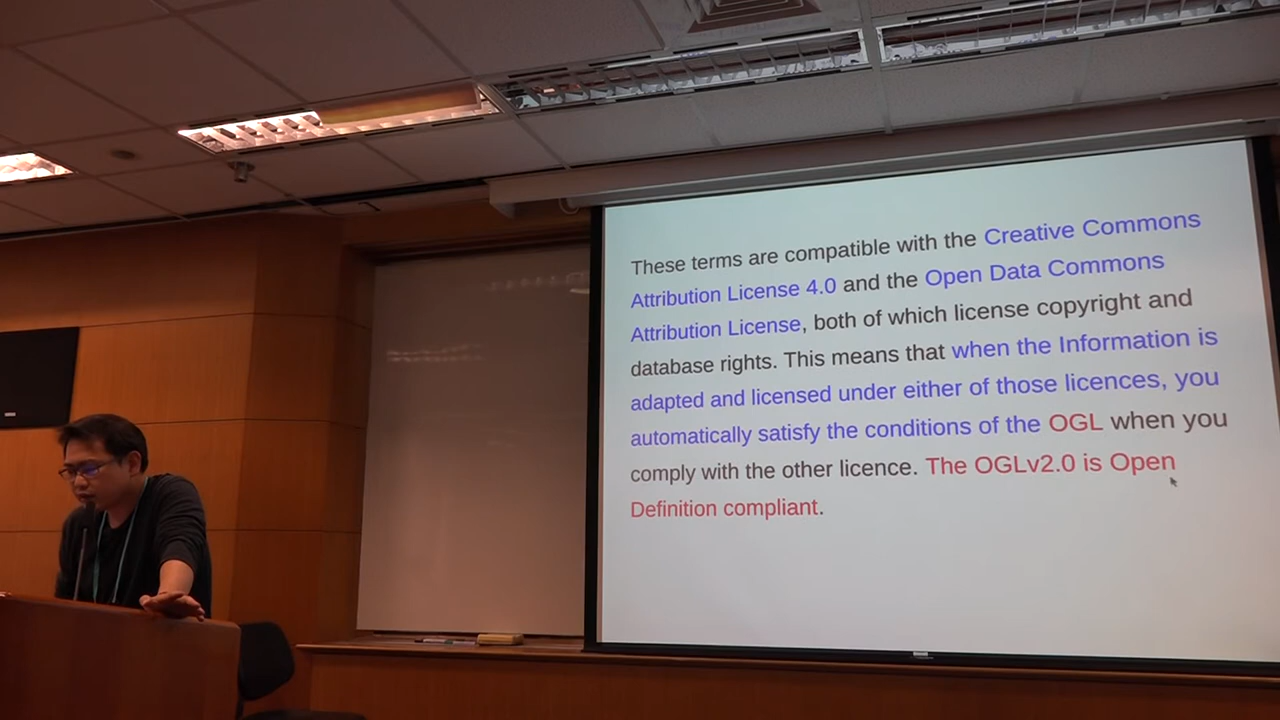 These terms are compatible with the Creative Commons
Attribution License 4.0 and the Open Data Commons
Attribution License, both of which license copyright and
database rights. This means that when the Information is
adapted and licensed under either of those licences, you
automatically satisfy the conditions of the OGL when you
comply with the other licence. The OGLv2.0 is Open
Definition compliant.